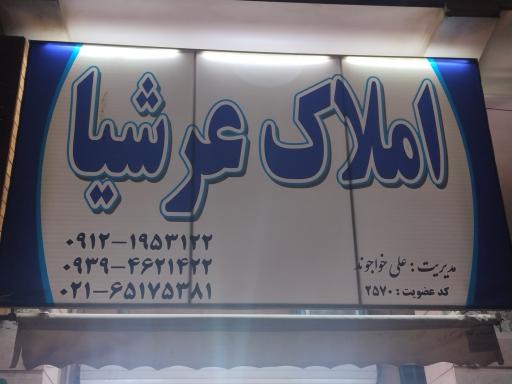 املاک عرشیا
۰۹۱۲-۱۹۵۳۱۲۲
۰۹۳۹-۴۶۲۱۴۲۲
۰۲۱-۶۵۱۷۵۳۸۱
مدیریت : علی خواجوند
کد عضویت : ۲۵۷۰